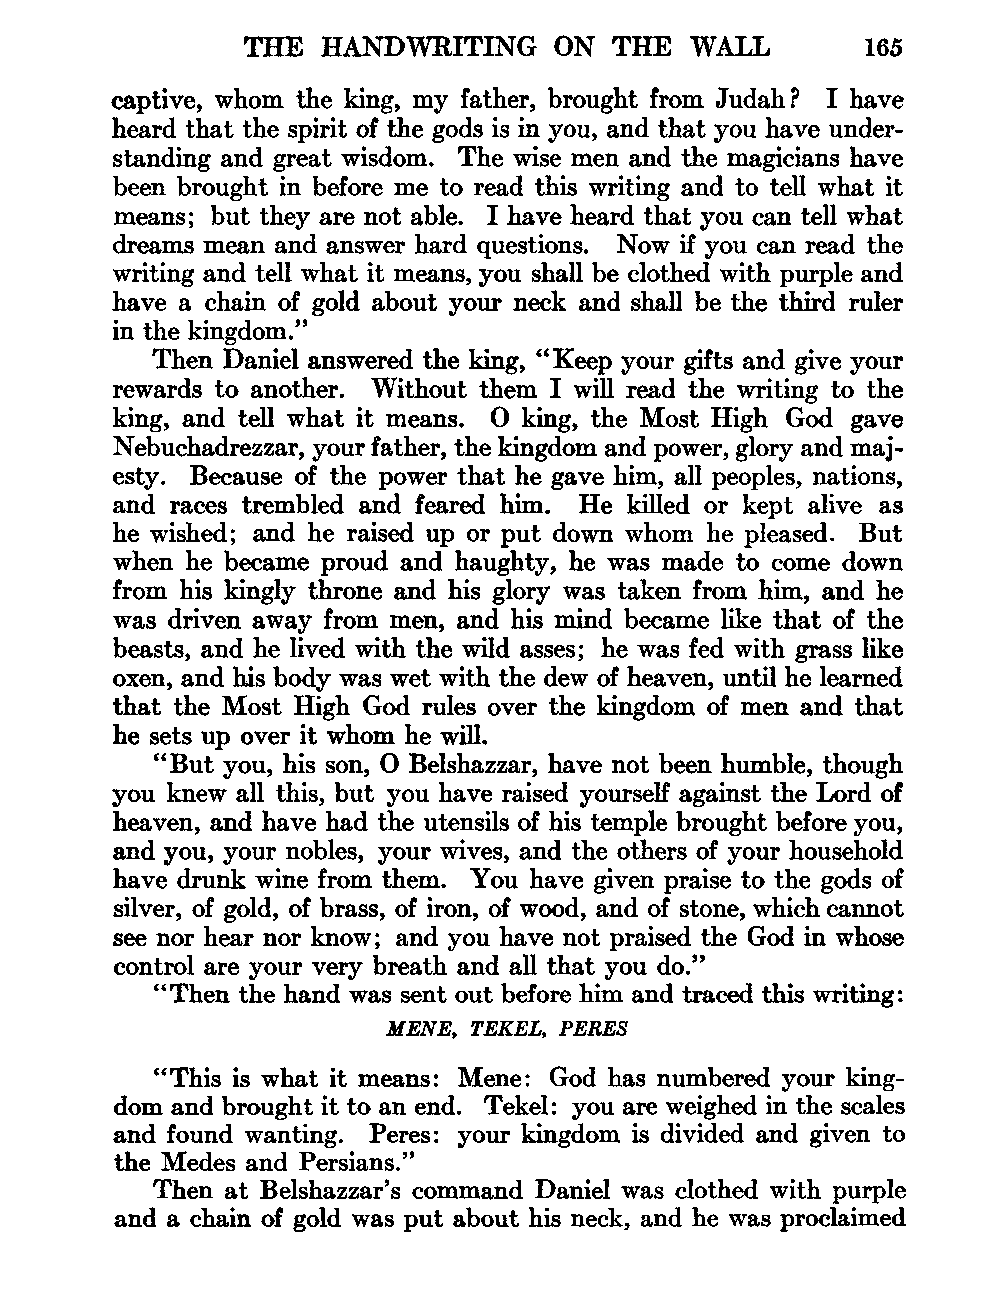 THE HANDWRITING ON THE WALL 165
captive, whom the king, my father, brought from Judah? I have
heard that the spirit of the gods is in you, and that you have under-
standing and great wisdom. The wise men and the magicians have
been brought in before me to read this writing and to tell what it
means; but they are not able. I have heard that you can tell what
dreams mean and answer hard questions. Now if you can read the
writing and tell what it means, you shall be clothed with purple and
have a chain of gold about your neck and shall be the third ruler
in the kingdom."
Then Daniel answered the king, "Keep your gifts and give your
rewards to another. Without them I will read the writing to the
king, and tell what it means. O king, the Most High God gave
Nebuchadrezzar, your father, the kingdom and power, glory and maj-
esty. Because of the power that he gave him, all peoples, nations,
and races trembled and feared him. He killed or kept alive as
he wished; and he raised up or put down whom he pleased. But
when he became proud and haughty, he was made to come down
from his kingly throne and his glory was taken from him, and he
was driven away from men, and his mind became like that of the
beasts, and he lived with the wild asses; he was fed with grass like
oxen, and his body was wet with the dew of heaven, until he learned
that the Most High God rules over the kingdom of men and that
he sets up over it whom he will.
"But you, his son, O Belshazzar, have not been humble, though
you knew all this, but you have raised yourself against the Lord of
heaven, and have had the utensils of his temple brought before you,
and you, your nobles, your wives, and the others of your household
have drunk wine from them. You have given praise to the gods of
silver, of gold, of brass, of iron, of wood, and of stone, which cannot
see nor hear nor know; and you have not praised the God in whose
control are your very breath and all that you do."
"Then the hand was sent out before him and traced this writing:
MENE, TEKEL, PERES
"This is what it means: Mene: God has numbered your king-
dom and brought it to an end. Tekel: you are weighed in the scales
and found wanting. Peres: your kingdom is divided and given to
the Medes and Persians."
Then at Belshazzar's command Daniel was clothed with purple
and a chain of gold was put about his neck, and he was proclaimed